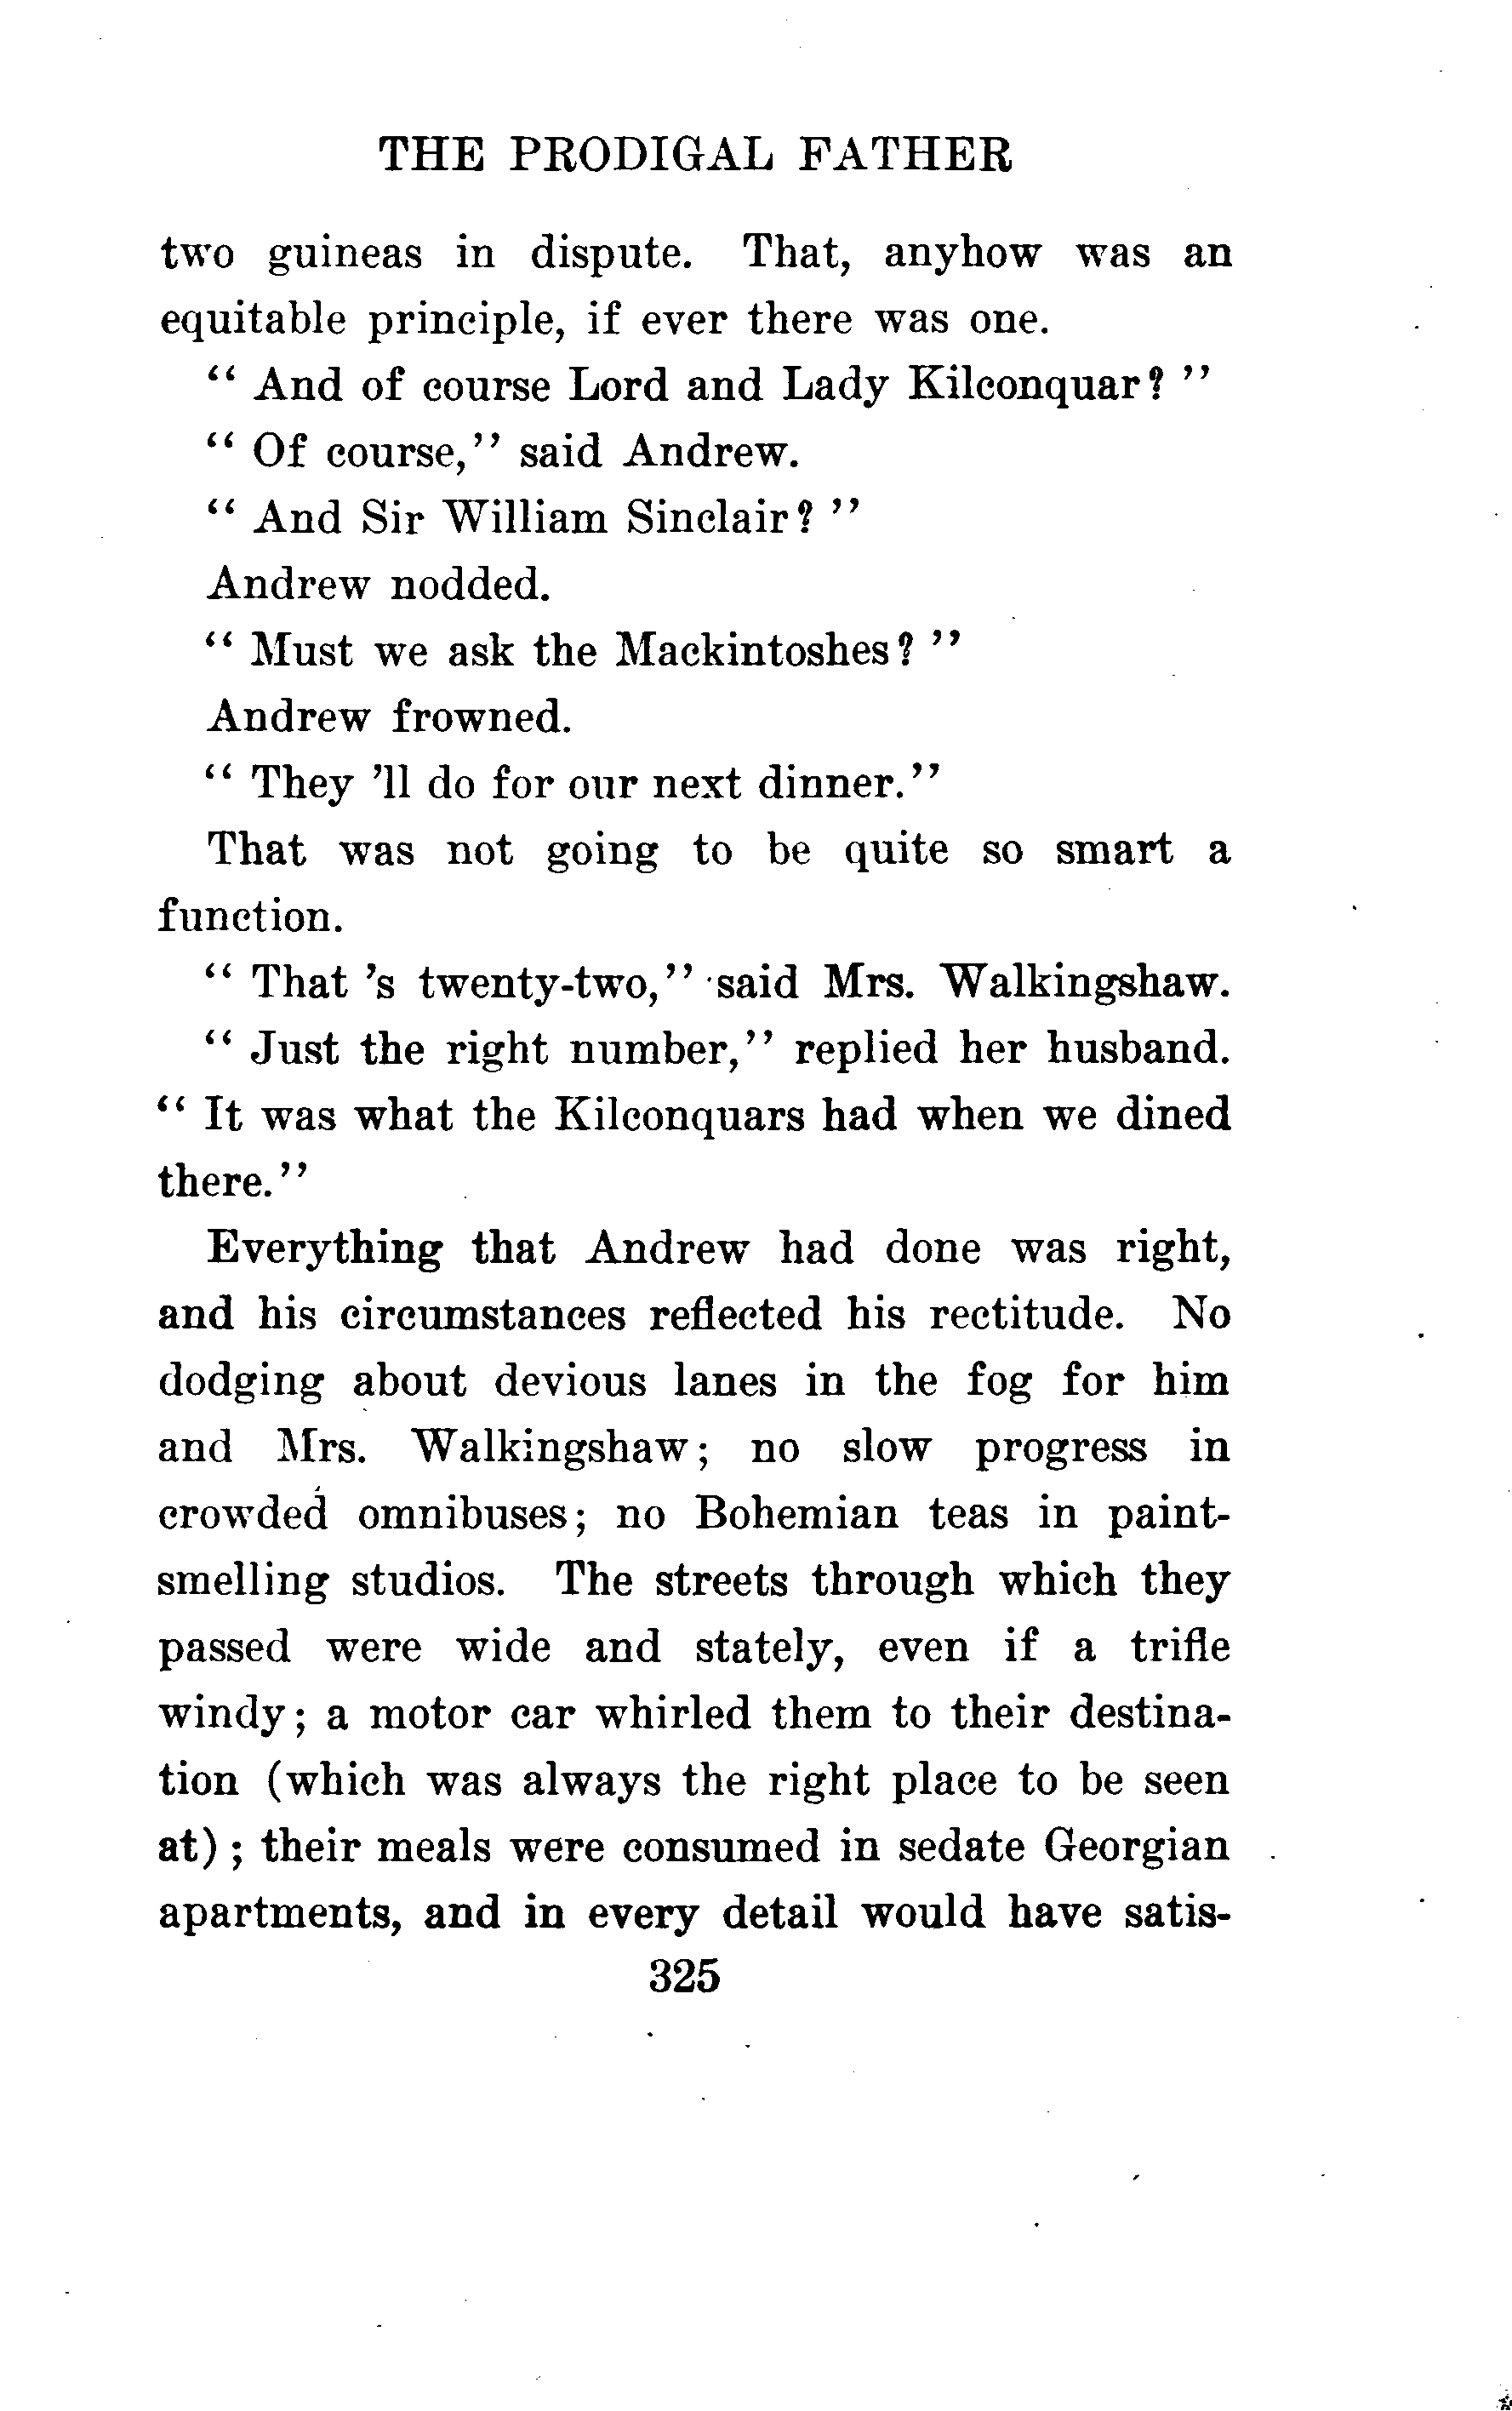 THE PRODIGAL FATHER
two guineas in dispute. That, anyhow was an
equitable principle, if ever there was one.
“ And of course Lord and Lady Kilconquar? ”
“ Of course,” said Andrew.
“ And Sir William Sinclair? ”
Andrew nodded.
“ Must we ask the Mackintoshes? ”
Andrew frowned.
“ They ’ll do for our next dinner.”
That was not going to be quite so smart a
function.
“ That ’s twenty-two,” said Mrs. Walkingshaw.
“ Just the right number,” replied her husband.
“ It was what the Kilconquars had when we dined
there.”
Everything that Andrew had done was right,
and his circumstances reflected his rectitude. No
dodging about devious lanes in the fog for him
and Mrs. Walkingshaw; no slow progress in
crowded omnibuses; no Bohemian teas in paint-
smelling studios. The streets through which they
passed were wide and stately, even if a trifle
windy; a motor car whirled them to their destina-
tion (which was always the right place to be seen
at); their meals were consumed in sedate Georgian
apartments, and in every detail would have satis-
325